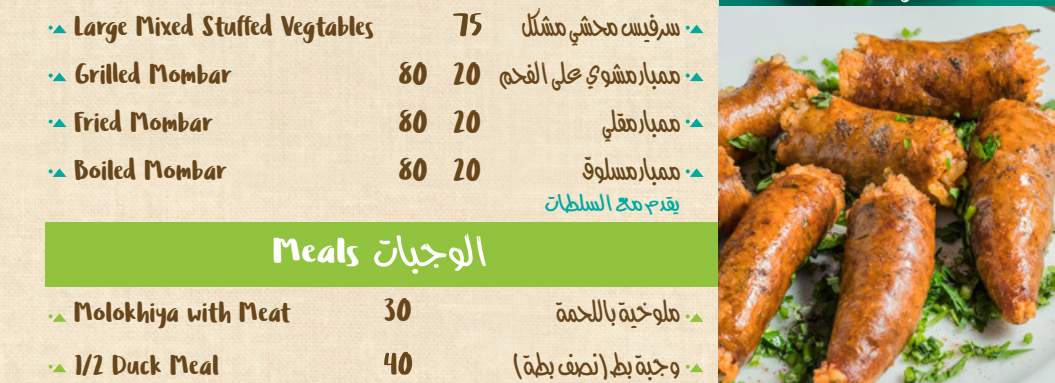 Large Mixed Stuffed Vegtables 75 سرفيس محشي مشكل
Grilled Mombar 80 20 ممبار مشوي على الفحم
Fried Mombar 80 20 ممبار مقلي
Boiled Mombar 80 20 ممبار مسلوق
يقدم مع السلطات
Meals الوجبات
Molokhiya with Meat 30 ملوخية باللحمة
1/2 Duck Meal 40 وجبة بط (نصف بطة)